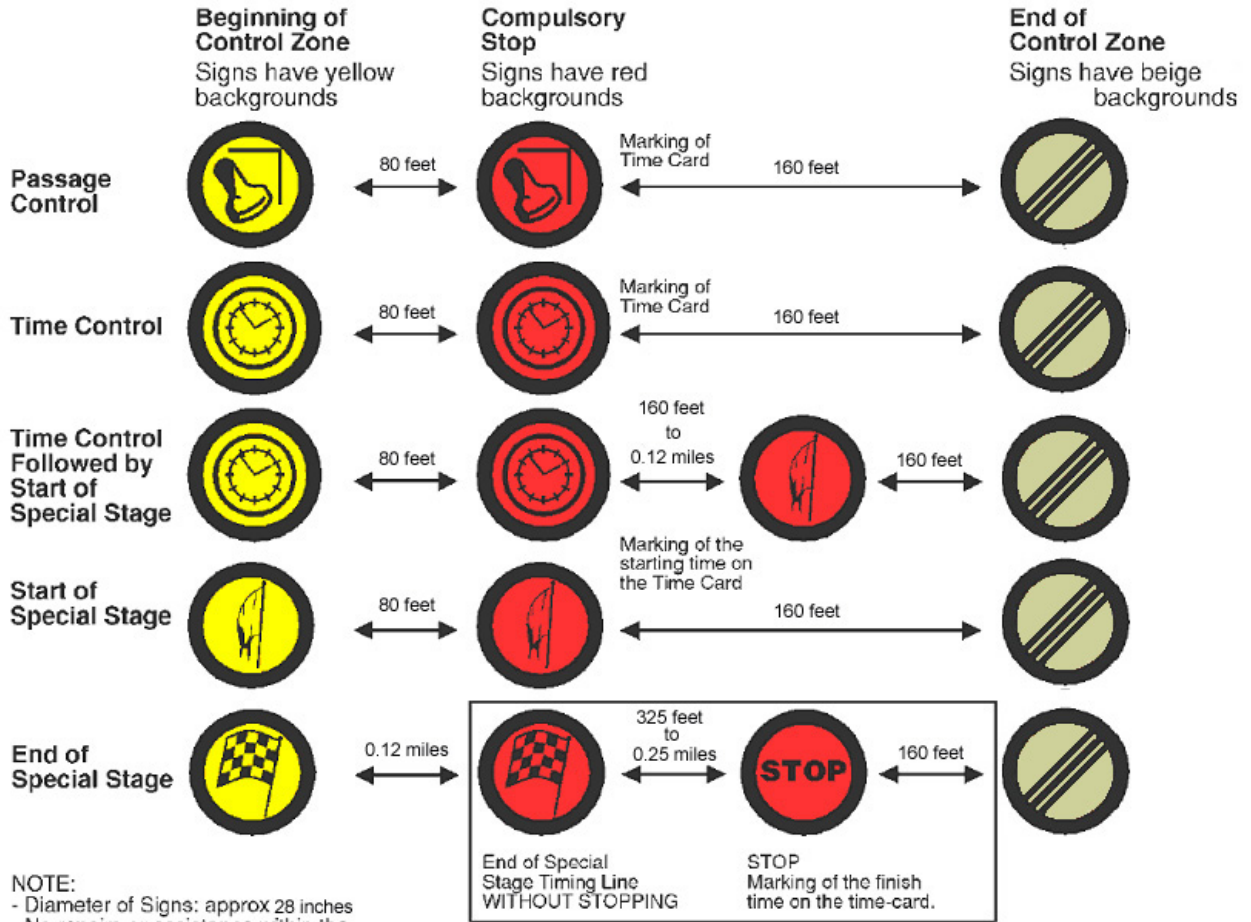 Beginning of
Control Zone
Signs have yellow
backgrounds
Compulsory
Stop
Signs have red
backgrounds
End of
Control Zone
Signs have beige
backgrounds
Passage
Control
80 feet
Marking of
Time Card
160 feet
Time Control
80 feet
Marking of
Time Card
160 feet
Time Control
Followed by
Start of
Special Stage
80 feet
160 feet
to
0.12 miles
160 feet
Start of
Special Stage
80 feet
Marking of the
starting time on
the Time Card
160 feet
End of
Special Stage
0.12 miles
325 feet
to
0.25 miles
STOP
160 feet
End of Special
Stage Timing Line
WITHOUT STOPPING
STOP
Marking of the finish
time on the time-card.
NOTE:
- Diameter of Signs: approx 28 inches